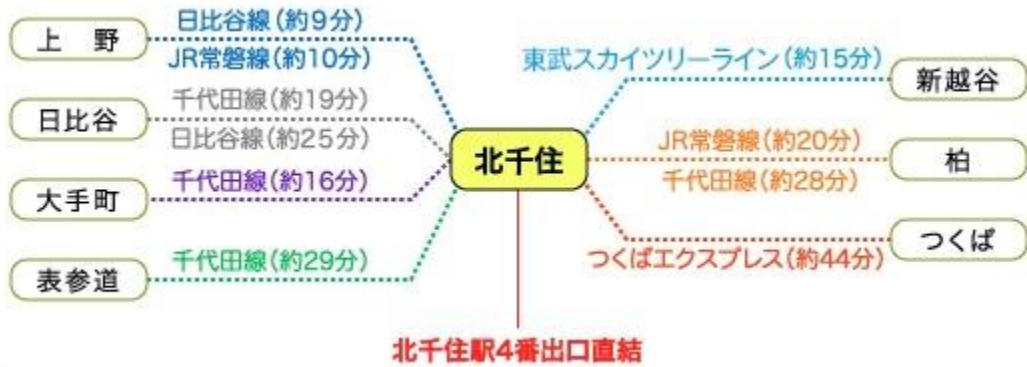 上 野
日比谷線(約9分)
JR常磐線(約10分)
日比谷
千代田線(約19分)
日比谷線(約25分)
大手町
千代田線(約16分)
表参道
千代田線(約29分)
北千住
東武スカイツリーライン(約15分)
新越谷
JR常磐線(約20分)
千代田線(約28分)
柏
つくばエクスプレス(約44分)
つくば
北千住駅4番出口直結